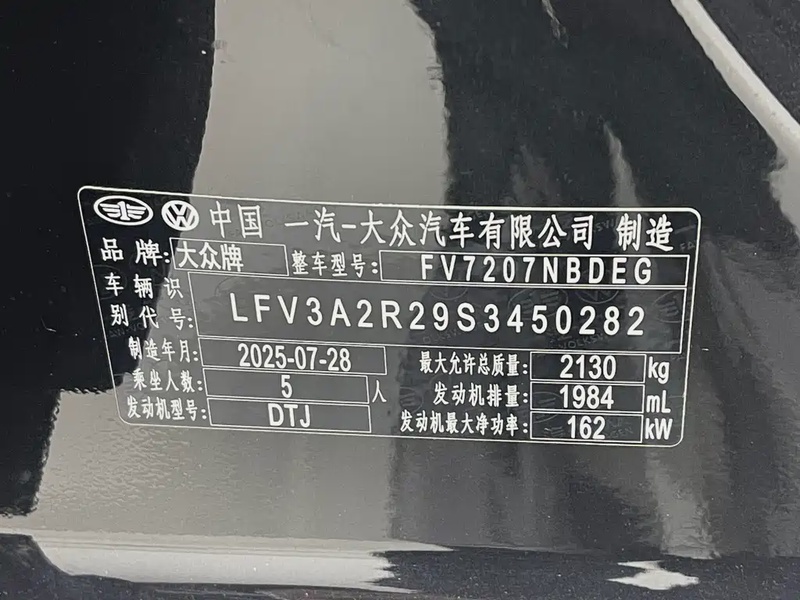 中国 一汽-大众汽车有限公司 制造
品牌: 大众牌 整车型号: FV7207NBDEG
车辆识别代号: LFV3A2R29S3450282
制造年月: 2025-07-28 最大允许总质量: 2130 kg
乘坐人数: 5 人 发动机排量: 1984 mL
发动机型号: DTJ 发动机最大净功率: 162 kW